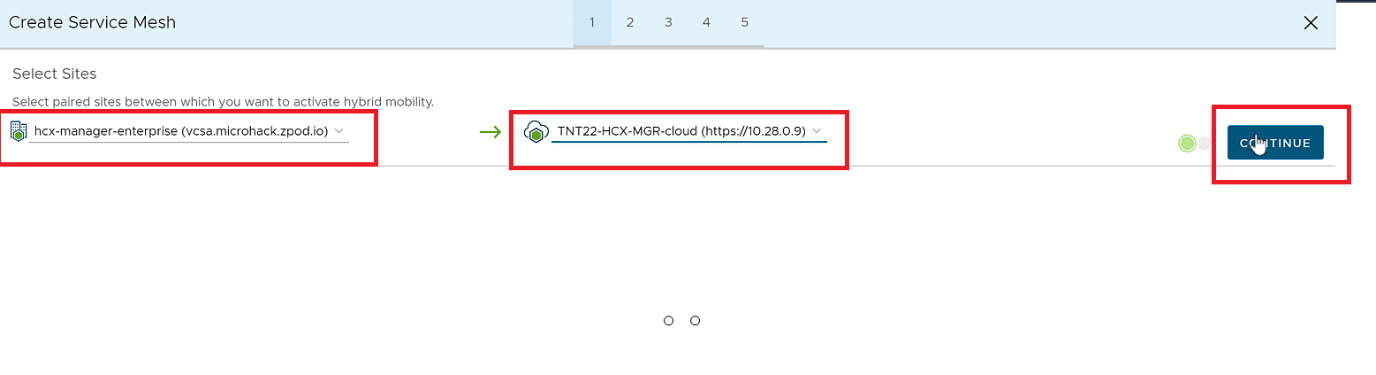 Create Service Mesh
1 2 3 4 5
Select Sites
Select paired sites between which you want to activate hybrid mobility.
hcx-manager-enterprise (vcsa.microhack.zpod.io)
TNT22-HCX-MGR-cloud (https://10.28.0.9)
CONTINUE